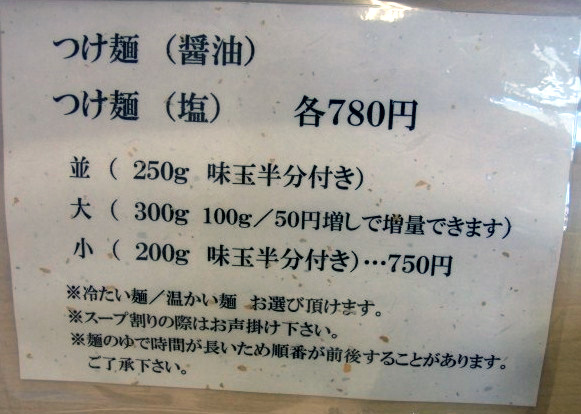 つけ麺（醤油）
つけ麺（塩）　各780円
並（ 250g 味玉半分付き）
大（ 300g 100g／50円増しで増量できます）
小（ 200g 味玉半分付き）…750円
※冷たい麺／温かい麺　お選び頂けます。
※スープ割りの際はお声掛け下さい。
※麺のゆで時間が長いため順番が前後することがあります。
ご了承下さい。